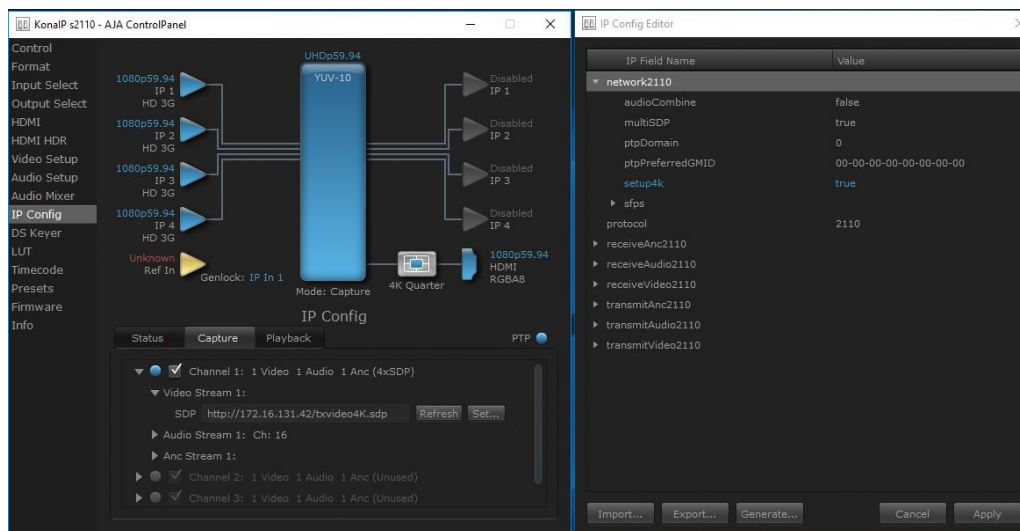 KonaIP s2110 - AJA ControlPanel
Control
Format
Input Select
Output Select
HDMI
HDMI HDR
Video Setup
Audio Setup
Audio Mixer
IP Config
DS Keyer
LUT
Timecode
Presets
Firmware
Info
UHDp59.94
YUV-10
1080p59.94
IP 1
HD 3G
1080p59.94
IP 2
HD 3G
1080p59.94
IP 3
HD 3G
1080p59.94
IP 4
HD 3G
Unknown
Ref In
Genlock: IP In 1
Mode: Capture
Disabled
IP 1
Disabled
IP 2
Disabled
IP 3
Disabled
IP 4
4K Quarter
1080p59.94
HDMI
RGBA8
IP Config
Status Capture Playback PTP
Channel 1: 1 Video 1 Audio 1 Anc (4xSDP)
Video Stream 1:
SDP http://172.16.131.42/txvideo4K.sdp Refresh Set...
Audio Stream 1: Ch: 16
Anc Stream 1:
Channel 2: 1 Video 1 Audio 1 Anc (Unused)
Channel 3: 1 Video 1 Audio 1 Anc (Unused)
IP Config Editor
IP Field Name Value
network2110
audioCombine false
multiSDP true
ptpDomain 0
ptpPreferredGMID 00-00-00-00-00-00-00-00
setup4k true
sfps
protocol 2110
receiveAnc2110
receiveAudio2110
receiveVideo2110
transmitAnc2110
transmitAudio2110
transmitVideo2110
Import... Export... Generate... Cancel Apply